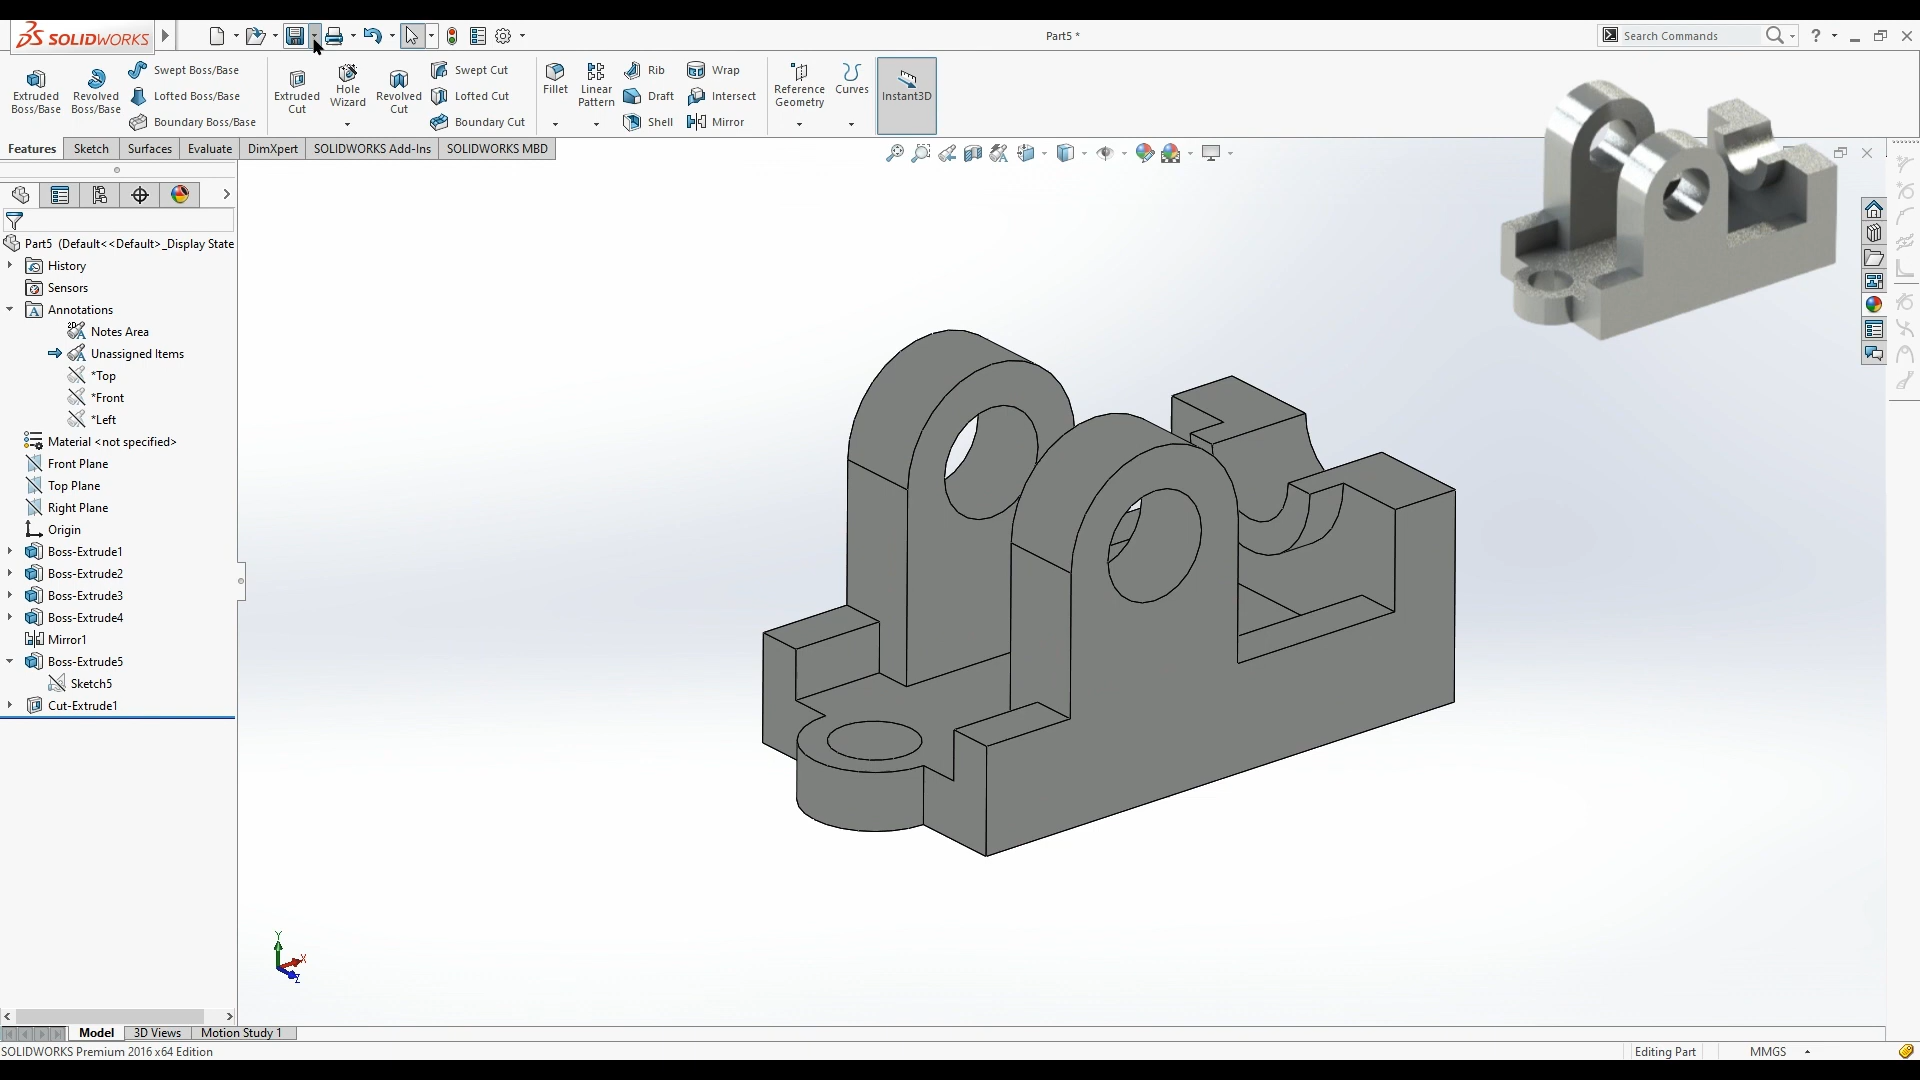 SOLIDWORKS
Part5 *
Search Commands
?
Extruded Boss/Base
Revolved Boss/Base
Swept Boss/Base
Lofted Boss/Base
Boundary Boss/Base
Extruded Cut
Hole Wizard
Revolved Cut
Swept Cut
Lofted Cut
Boundary Cut
Fillet
Linear Pattern
Rib
Draft
Shell
Wrap
Intersect
Mirror
Reference Geometry
Curves
Instant3D
Features
Sketch
Surfaces
Evaluate
DimXpert
SOLIDWORKS Add-Ins
SOLIDWORKS MBD
Part5 (Default<<Default>_Display State
History
Sensors
Annotations
Notes Area
Unassigned Items
*Top
*Front
*Left
Material <not specified>
Front Plane
Top Plane
Right Plane
Origin
Boss-Extrude1
Boss-Extrude2
Boss-Extrude3
Boss-Extrude4
Mirror1
Boss-Extrude5
Sketch5
Cut-Extrude1
Y
X
Z
Model
3D Views
Motion Study 1
SOLIDWORKS Premium 2016 x64 Edition
Editing Part
MMGS